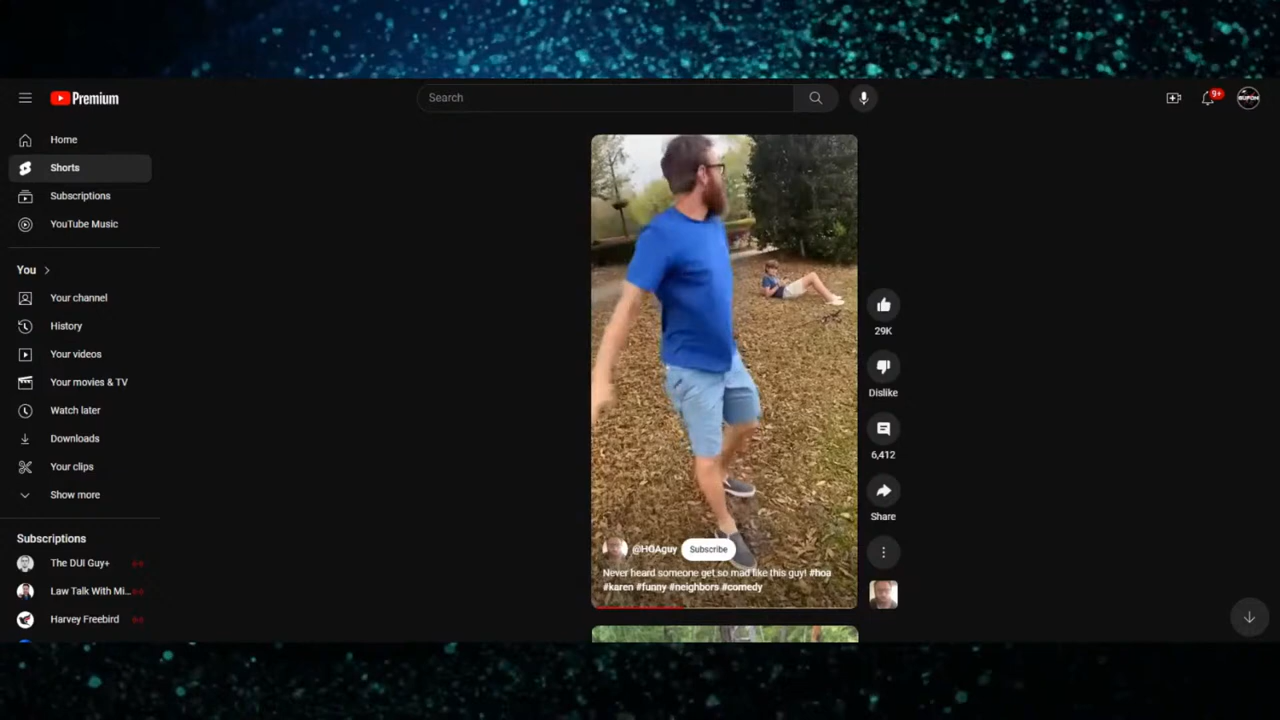 Premium
Search
9+
Home
Shorts
Subscriptions
YouTube Music
You
Your channel
History
Your videos
Your movies & TV
Watch later
Downloads
Your clips
Show more
Subscriptions
The DUI Guy+
Law Talk With Mi...
Harvey Freebird
29K
Dislike
6,412
Share
@HOAguy
Subscribe
Never heard someone get so mad like this guy! #hoa
#karen #funny #neighbors #comedy